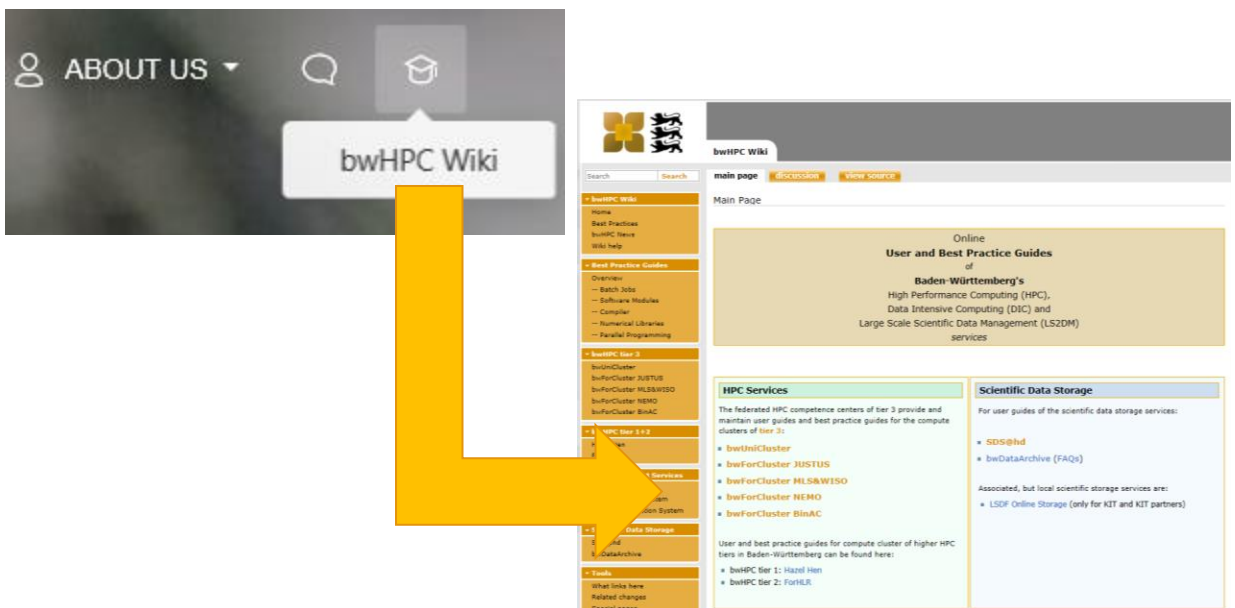 ABOUT US
bwHPC Wiki
bwHPC Wiki
Search Search
main page discussion view source
Main Page
bwHPC Wiki
Home
Best Practices
bwHPC News
Wiki help
Best Practice Guides
Overview
— Batch Jobs
— Software Modules
— Compiler
— Numerical Libraries
— Parallel Programming
bwHPC tier 3
bwUniCluster
bwForCluster JUSTUS
bwForCluster MLS&WISO
bwForCluster NEMO
bwForCluster BinAC
tier 1+2
Services
System
Data Storage
Tools
What links here
Related changes
Special pages
Online
User and Best Practice Guides
of
Baden-Württemberg's
High Performance Computing (HPC),
Data Intensive Computing (DIC) and
Large Scale Scientific Data Management (LS2DM)
services
HPC Services
The federated HPC competence centers of tier 3 provide and
maintain user guides and best practice guides for the compute
clusters of tier 3:
bwUniCluster
bwForCluster JUSTUS
bwForCluster MLS&WISO
bwForCluster NEMO
bwForCluster BinAC
User and best practice guides for compute cluster of higher HPC
tiers in Baden-Württemberg can be found here:
bwHPC tier 1: Hazel Hen
bwHPC tier 2: ForHLR
Scientific Data Storage
For user guides of the scientific data storage services:
SDS@hd
bwDataArchive (FAQs)
Associated, but local scientific storage services are:
LSDF Online Storage (only for KIT and KIT partners)